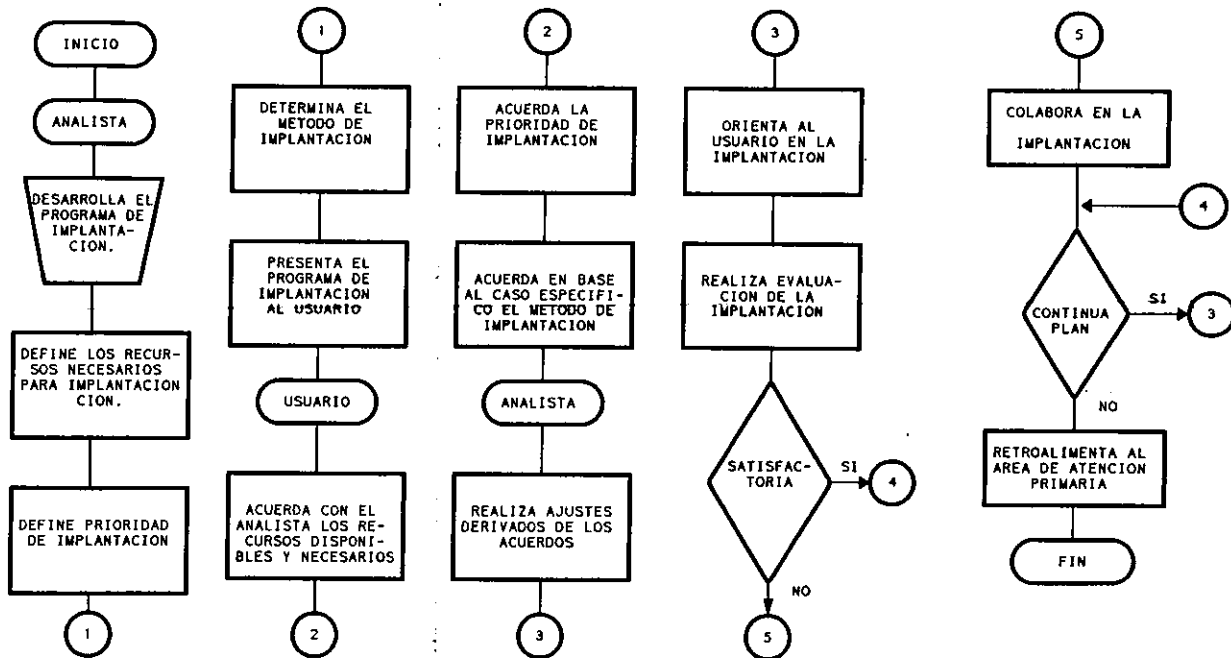 INICIO
ANALISTA
DESARROLLA EL
PROGRAMA DE
IMPLANTA-
CION.
DEFINE LOS RECUR-
SOS NECESARIOS
PARA IMPLANTACION
CION.
DEFINE PRIORIDAD
DE IMPLANTACION
1
1
DETERMINA EL
METODO DE
IMPLANTACION
PRESENTA EL
PROGRAMA DE
IMPLANTACION
AL USUARIO
USUARIO
ACUERDA CON EL
ANALISTA LOS RE-
CURSOS DISPONI-
BLES Y NECESARIOS
2
2
ACUERDA LA
PRIORIDAD DE
IMPLANTACION
ACUERDA EN BASE
AL CASO ESPECIFI-
CO EL METODO DE
IMPLANTACION
ANALISTA
REALIZA AJUSTES
DERIVADOS DE LOS
ACUERDOS
3
3
ORIENTA AL
USUARIO EN LA
IMPLANTACION
REALIZA EVALUA-
CION DE LA
IMPLANTACION
SATISFAC-
TORIA
SI
4
NO
5
5
COLABORA EN LA
IMPLANTACION
4
CONTINUA
PLAN
SI
3
NO
RETROALIMENTA AL
AREA DE ATENCION
PRIMARIA
FIN